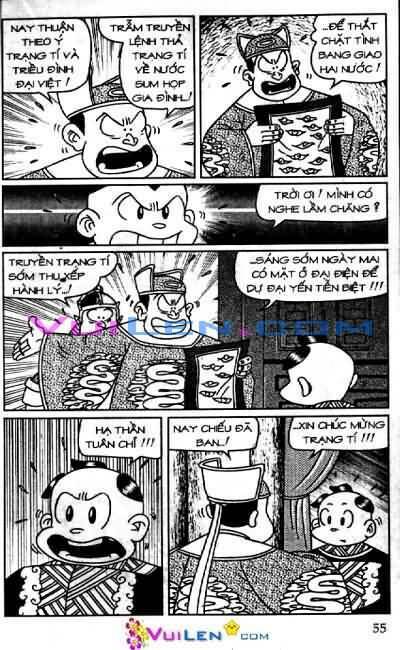 NAY THUẬN
THEO Ý
TRẠNG TÍ VÀ
TRIỀU ĐÌNH
ĐẠI VIỆT !
TRẪM TRUYỀN
LỆNH THẢ
TRẠNG TÍ
VỀ NƯỚC
SUM HỌP
GIA ĐÌNH..!
..ĐỂ THẮT
CHẶT TÌNH
BANG GIAO
HAI NƯỚC !
TRỜI ƠI ! MÌNH CÓ
NGHE LẦM CHĂNG ?
TRUYỀN TRẠNG TÍ
SỚM THU XẾP
HÀNH LÝ...!
...SÁNG SỚM NGÀY MAI
CÓ MẶT Ở ĐẠI ĐIỆN ĐỂ
DỰ ĐẠI YẾN TIỄN BIỆT !!!
VUILEN.COM
HẠ THẦN
TUÂN CHỈ !!!
NAY CHIẾU ĐÃ
BAN..!
...XIN CHÚC MỪNG
TRẠNG TÍ !!!
55
VUILEN.COM